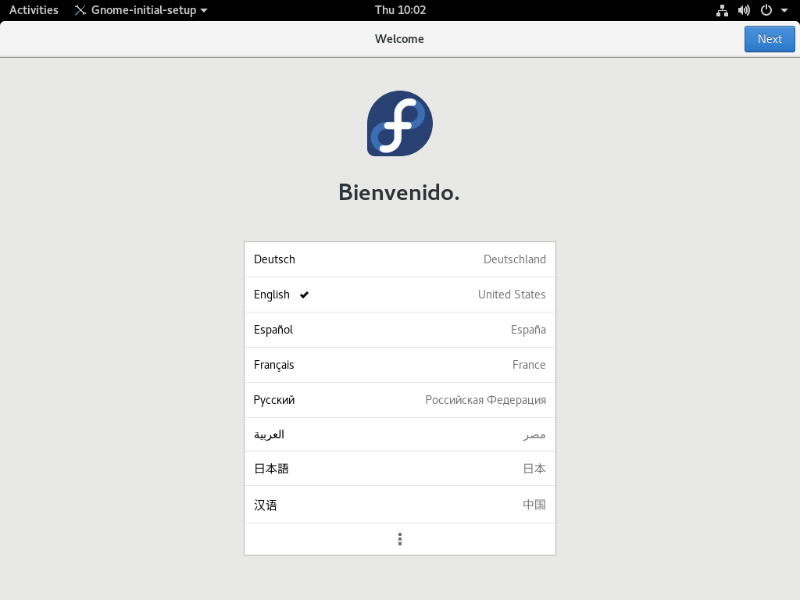 Activities Gnome-initial-setup Thu 10:02
Welcome Next
Bienvenido.
Deutsch Deutschland
English United States
Español España
Français France
Русский Российская Федерация
العربية مصر
日本語 日本
汉语 中国